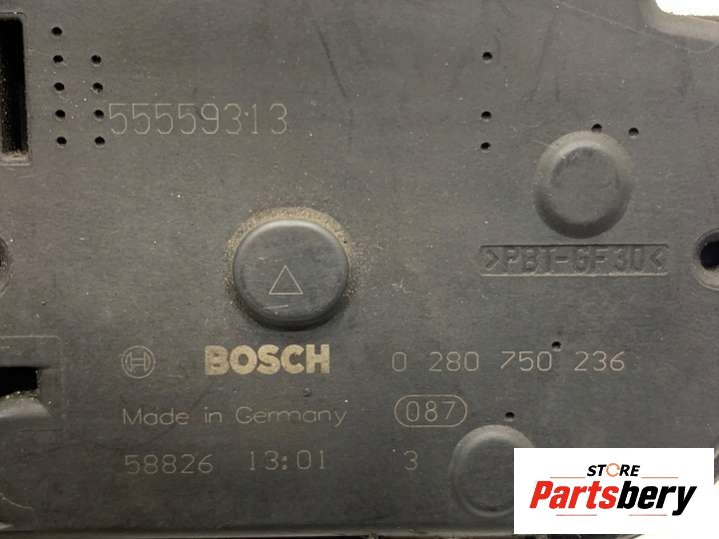 55559313
>PBT-GF30<
BOSCH 0 280 750 236
Made in Germany 087
58826 13:01 3
STORE
Partsbery